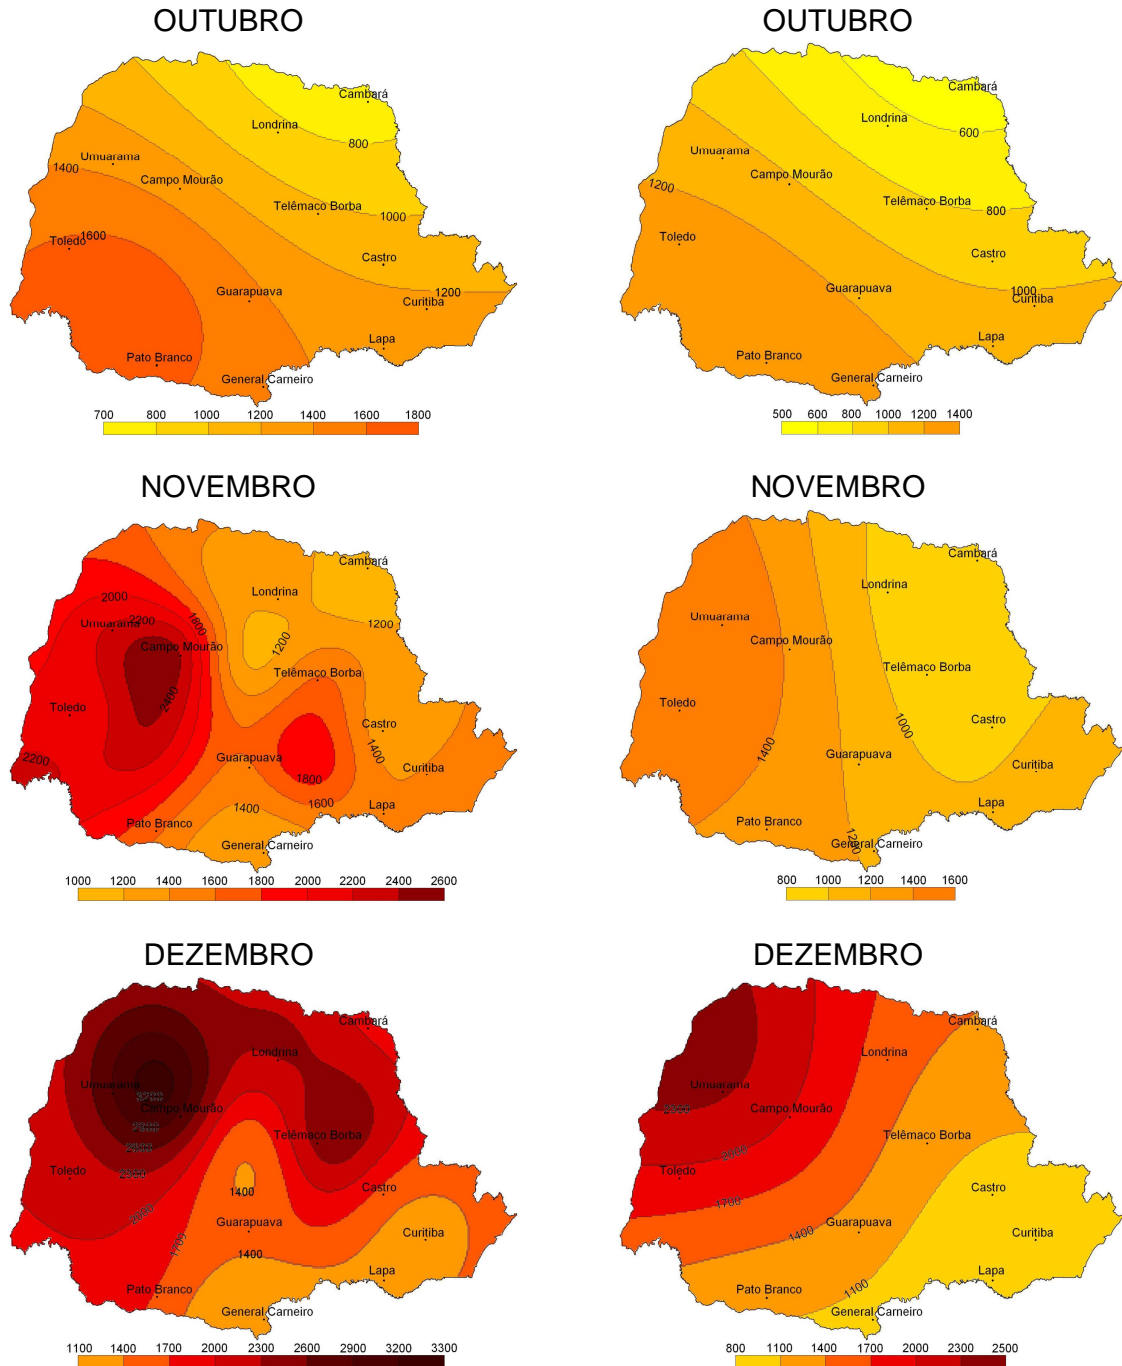 OUTUBRO
Cambará
Londrina
800
Umuarama
1400
Campo Mourão
Telêmaco Borba
1000
Toledo
1600
Castro
Guarapuava
1200
Curitiba
Lapa
Pato Branco
General Carneiro
700 800 1000 1200 1400 1600 1800
OUTUBRO
Cambará
Londrina
600
Umuarama
Campo Mourão
1200
Telêmaco Borba
800
Toledo
Castro
Guarapuava
1000
Curitiba
Lapa
Pato Branco
General Carneiro
500 600 800 1000 1200 1400
NOVEMBRO
Cambará
Londrina
2000
2200
Umuarama
1800
1200
1200
Campo Mourão
Telêmaco Borba
2400
Toledo
Castro
1400
Guarapuava
2200
Curitiba
1800
1600
Lapa
1400
Pato Branco
General Carneiro
1000 1200 1400 1600 1800 2000 2200 2400 2600
NOVEMBRO
Cambará
Londrina
Umuarama
Campo Mourão
Telêmaco Borba
Toledo
Castro
1000
1400
Guarapuava
Curitiba
Lapa
Pato Branco
1200
General Carneiro
800 1000 1200 1400 1600
DEZEMBRO
Cambará
Londrina
Umuarama
Campo Mourão
Telêmaco Borba
Toledo
2300
Castro
1400
2000
Guarapuava
Curitiba
1700
1400
Lapa
Pato Branco
General Carneiro
1100 1400 1700 2000 2300 2600 2900 3200 3300
DEZEMBRO
Cambará
Londrina
Umuarama
2300
Campo Mourão
Telêmaco Borba
2000
Toledo
Castro
1700
Guarapuava
1400
Curitiba
Lapa
1100
Pato Branco
General Carneiro
800 1100 1400 1700 2000 2300 2500